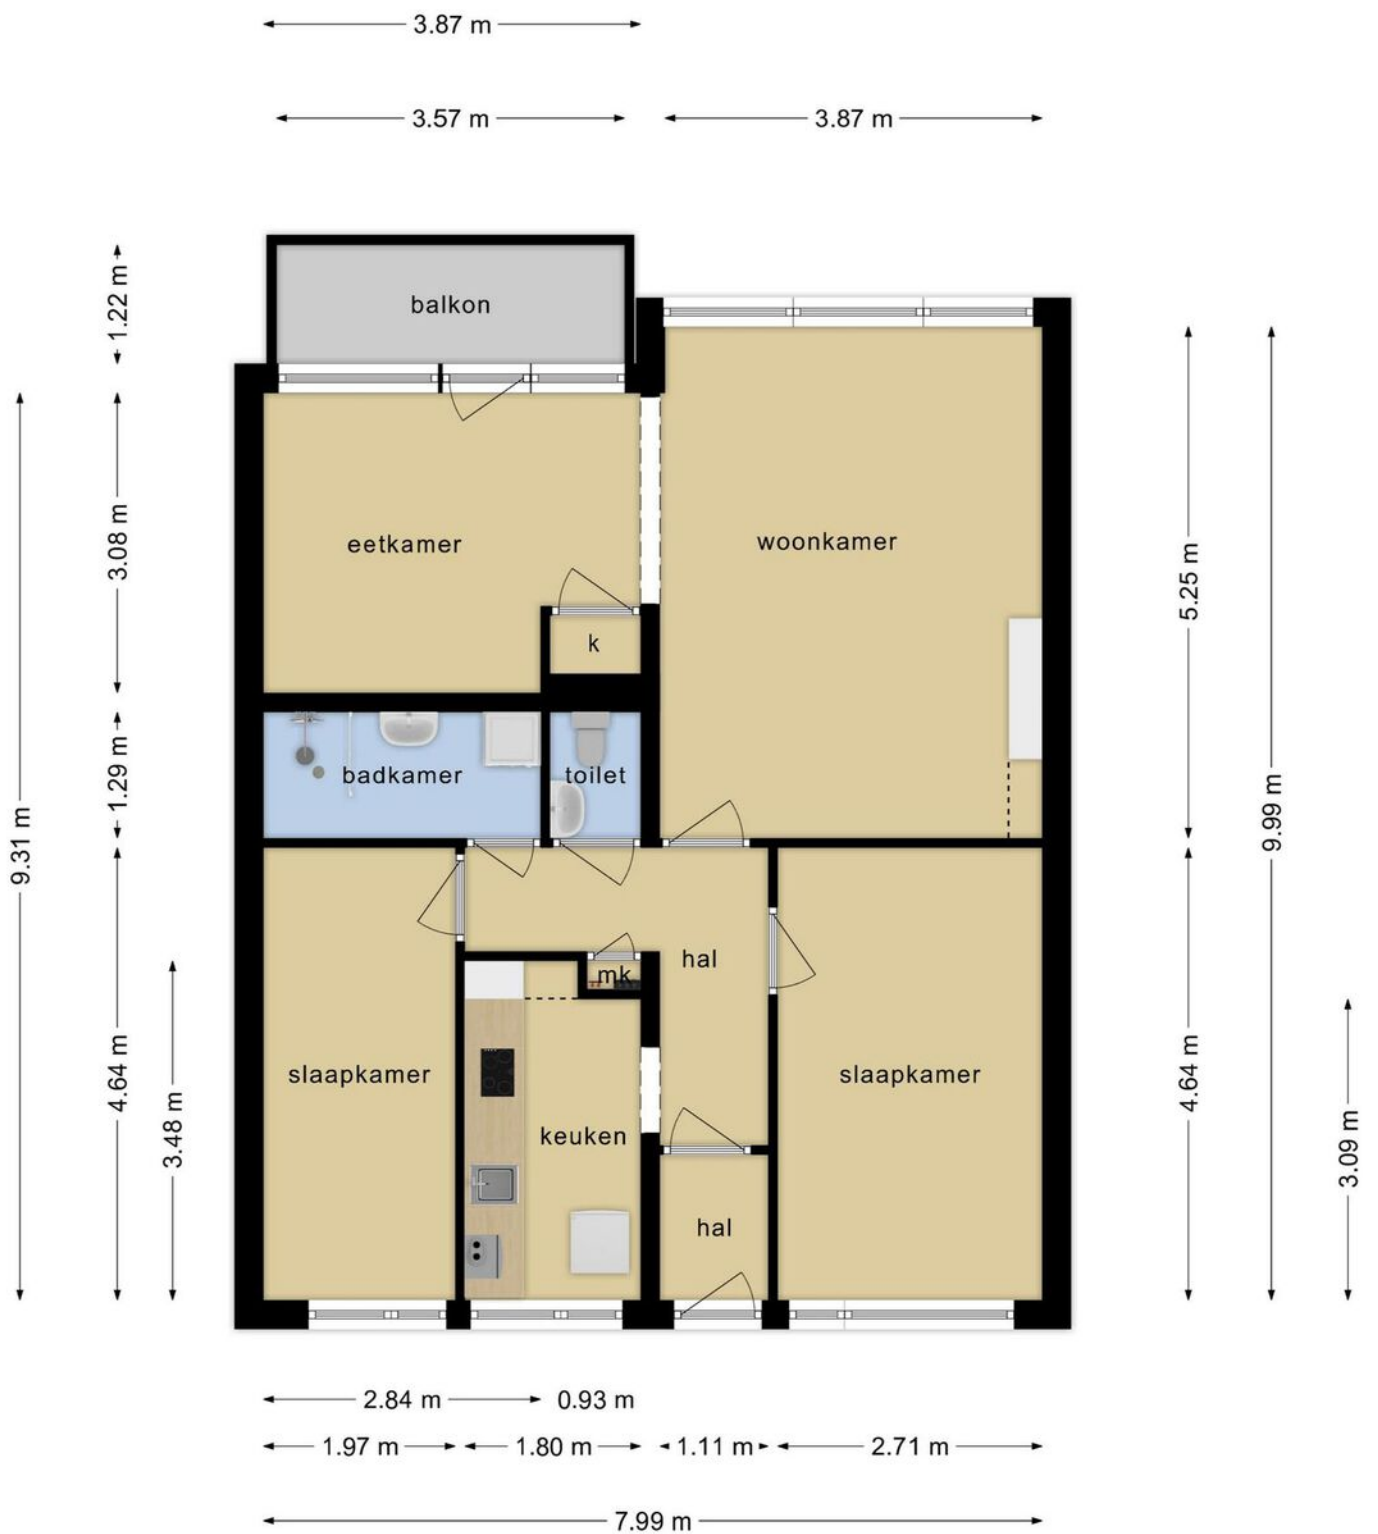 3.87 m
3.57 m
3.87 m
balkon
1.22 m
eetkamer
woonkamer
3.08 m
5.25 m
k
badkamer
toilet
1.29 m
9.31 m
9.99 m
hal
mk
slaapkamer
slaapkamer
4.64 m
4.64 m
3.48 m
keuken
3.09 m
hal
2.84 m
0.93 m
1.97 m
1.80 m
1.11 m
2.71 m
7.99 m